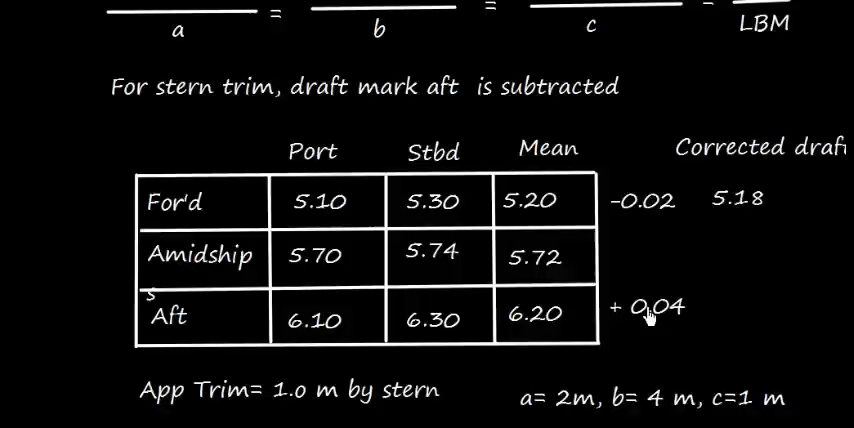 = = =
a b c LBM
For stern trim, draft mark aft is subtracted
Port Stbd Mean Corrected draft
For'd 5.10 5.30 5.20 -0.02 5.18
Amidship 5.70 5.74 5.72
s
Aft 6.10 6.30 6.20 + 0.04
App Trim= 1.0 m by stern
a= 2m, b= 4 m, c=1 m